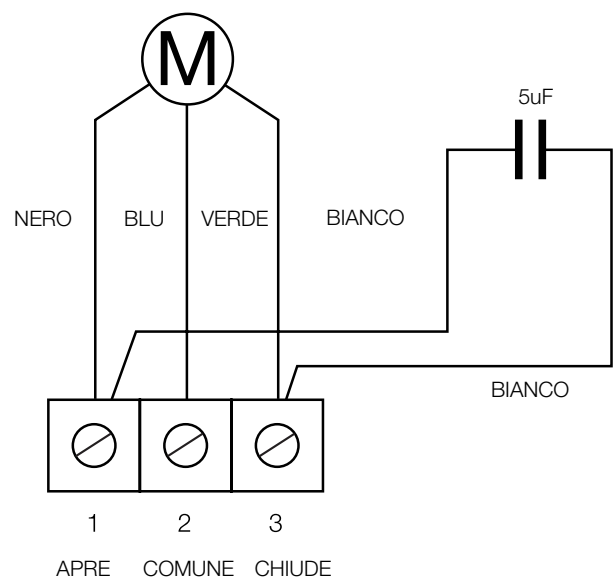 M
5uF
NERO
BLU
VERDE
BIANCO
BIANCO
1 2 3
APRE COMUNE CHIUDE